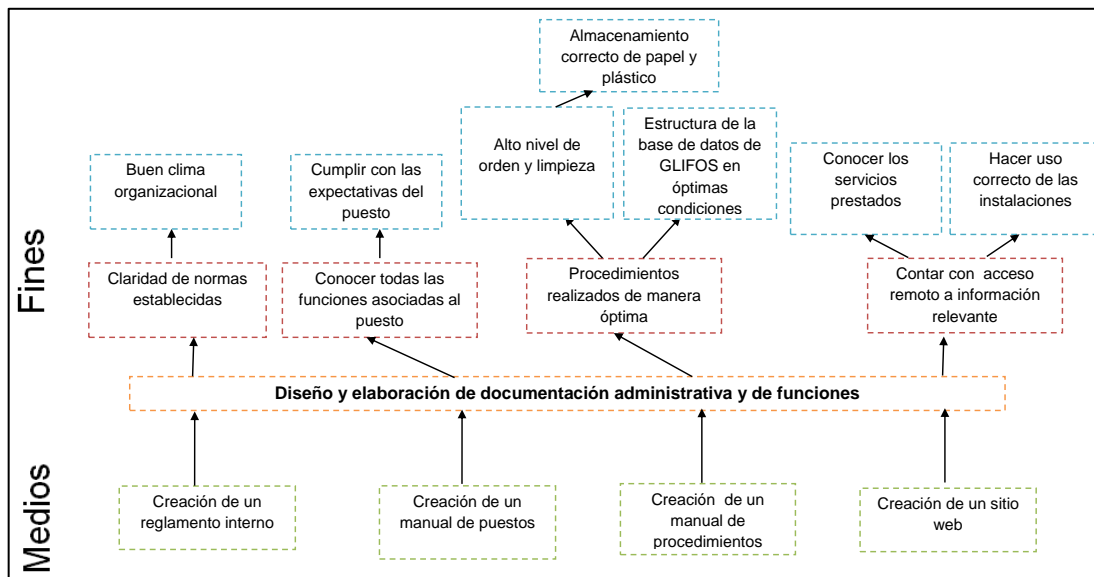 Fines
Almacenamiento
correcto de papel y
plástico
Alto nivel de
orden y limpieza
Estructura de la
base de datos de
GLIFOS en
óptimas
condiciones
Buen clima
organizacional
Cumplir con las
expectativas del
puesto
Conocer los
servicios
prestados
Hacer uso
correcto de las
instalaciones
Claridad de normas
establecidas
Conocer todas las
funciones asociadas al
puesto
Procedimientos
realizados de manera
óptima
Contar con acceso
remoto a información
relevante
Diseño y elaboración de documentación administrativa y de funciones
Medios
Creación de un
reglamento interno
Creación de un
manual de puestos
Creación de un
manual de
procedimientos
Creación de un sitio
web